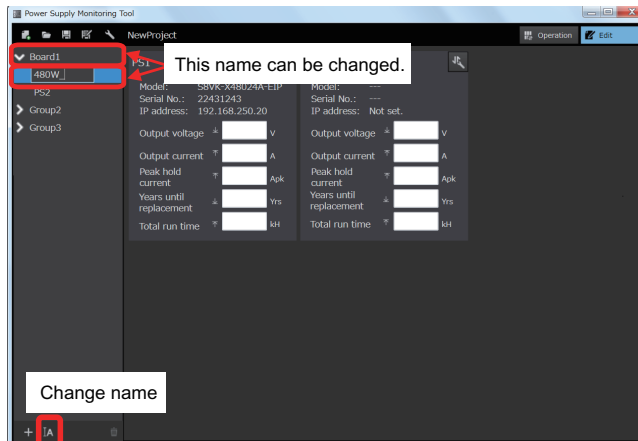 Power Supply Monitoring Tool
NewProject
Operation
Edit
Board1
480W_
PS2
Group2
Group3
This name can be changed.
PS1
Model: S8VK-X48024A-EIP
Serial No.: 22431243
IP address: 192.168.250.20
Output voltage V
Output current A
Peak hold
current Apk
Years until
replacement Yrs
Total run time kH
Model: ---
Serial No.: ---
IP address: Not set.
Output voltage V
Output current A
Peak hold
current Apk
Years until
replacement Yrs
Total run time kH
Change name
A